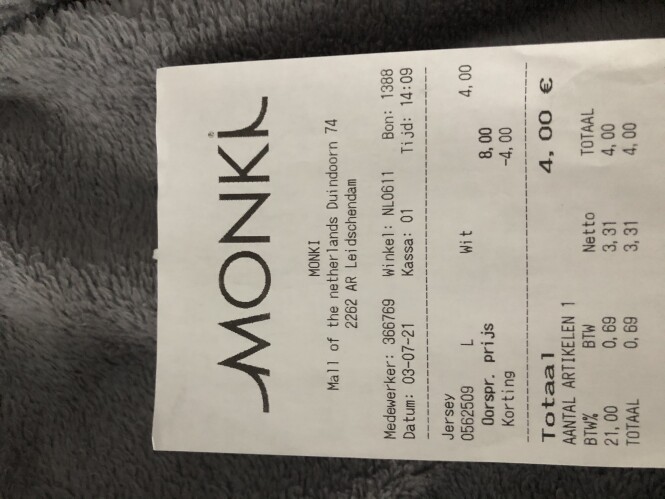 MONKI
MONKI
Mall of the netherlands Duindoorn 74
2262 AR Leidschendam
Medewerker: 366769 Winkel: NL0611 Bon: 1388
Datum: 03-07-21 Kassa: 01 Tijd: 14:09
Jersey
0562509 L Wit 4,00
Oorspr. prijs 8,00
Korting -4,00
Totaal 4,00 €
AANTAL ARTIKELEN 1
BTW% BTW Netto TOTAAL
21,00 0,69 3,31 4,00
TOTAAL 0,69 3,31 4,00